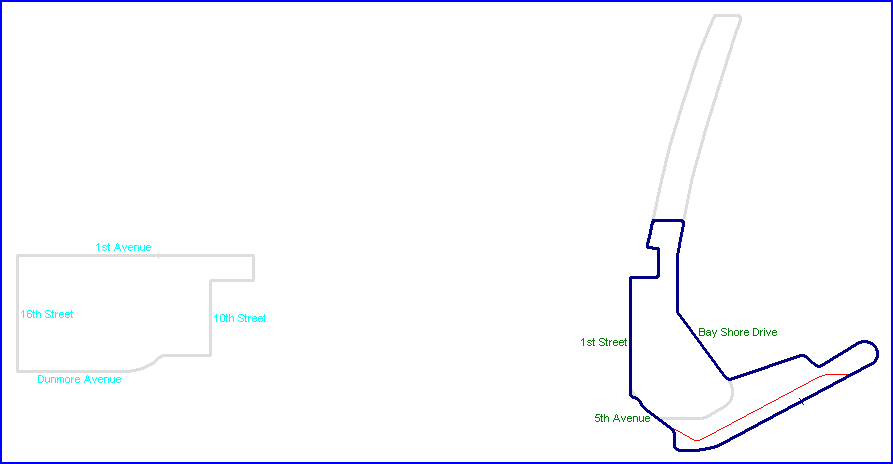 1st Avenue
16th Street
10th Street
Dunmore Avenue
Bay Shore Drive
1st Street
5th Avenue